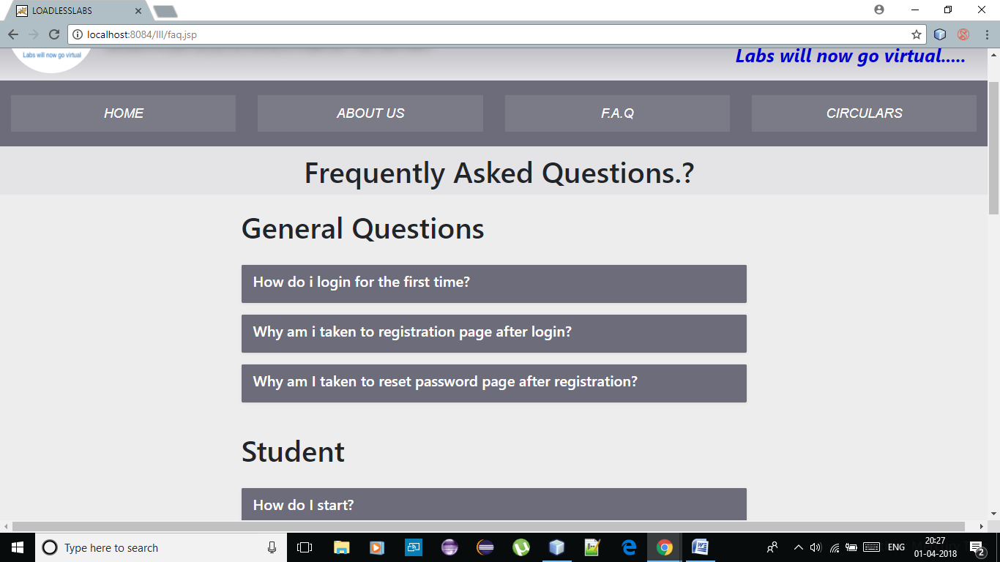 LOADLESSLABS
localhost:8084/lll/faq.jsp
Labs will now go virtual
Labs will now go virtual.....
HOME
ABOUT US
F.A.Q
CIRCULARS
Frequently Asked Questions.?
General Questions
How do i login for the first time?
Why am i taken to registration page after login?
Why am I taken to reset password page after registration?
Student
How do I start?
Type here to search
ENG
20:27
01-04-2018
2